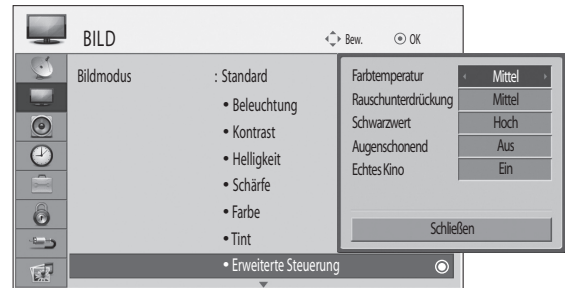 BILD
Bew. OK
Bildmodus : Standard
• Beleuchtung
• Kontrast
• Helligkeit
• Schärfe
• Farbe
• Tint
• Erweiterte Steuerung
Farbtemperatur Mittel
Rauschunterdrückung Mittel
Schwarzwert Hoch
Augenschonend Aus
Echtes Kino Ein
Schließen